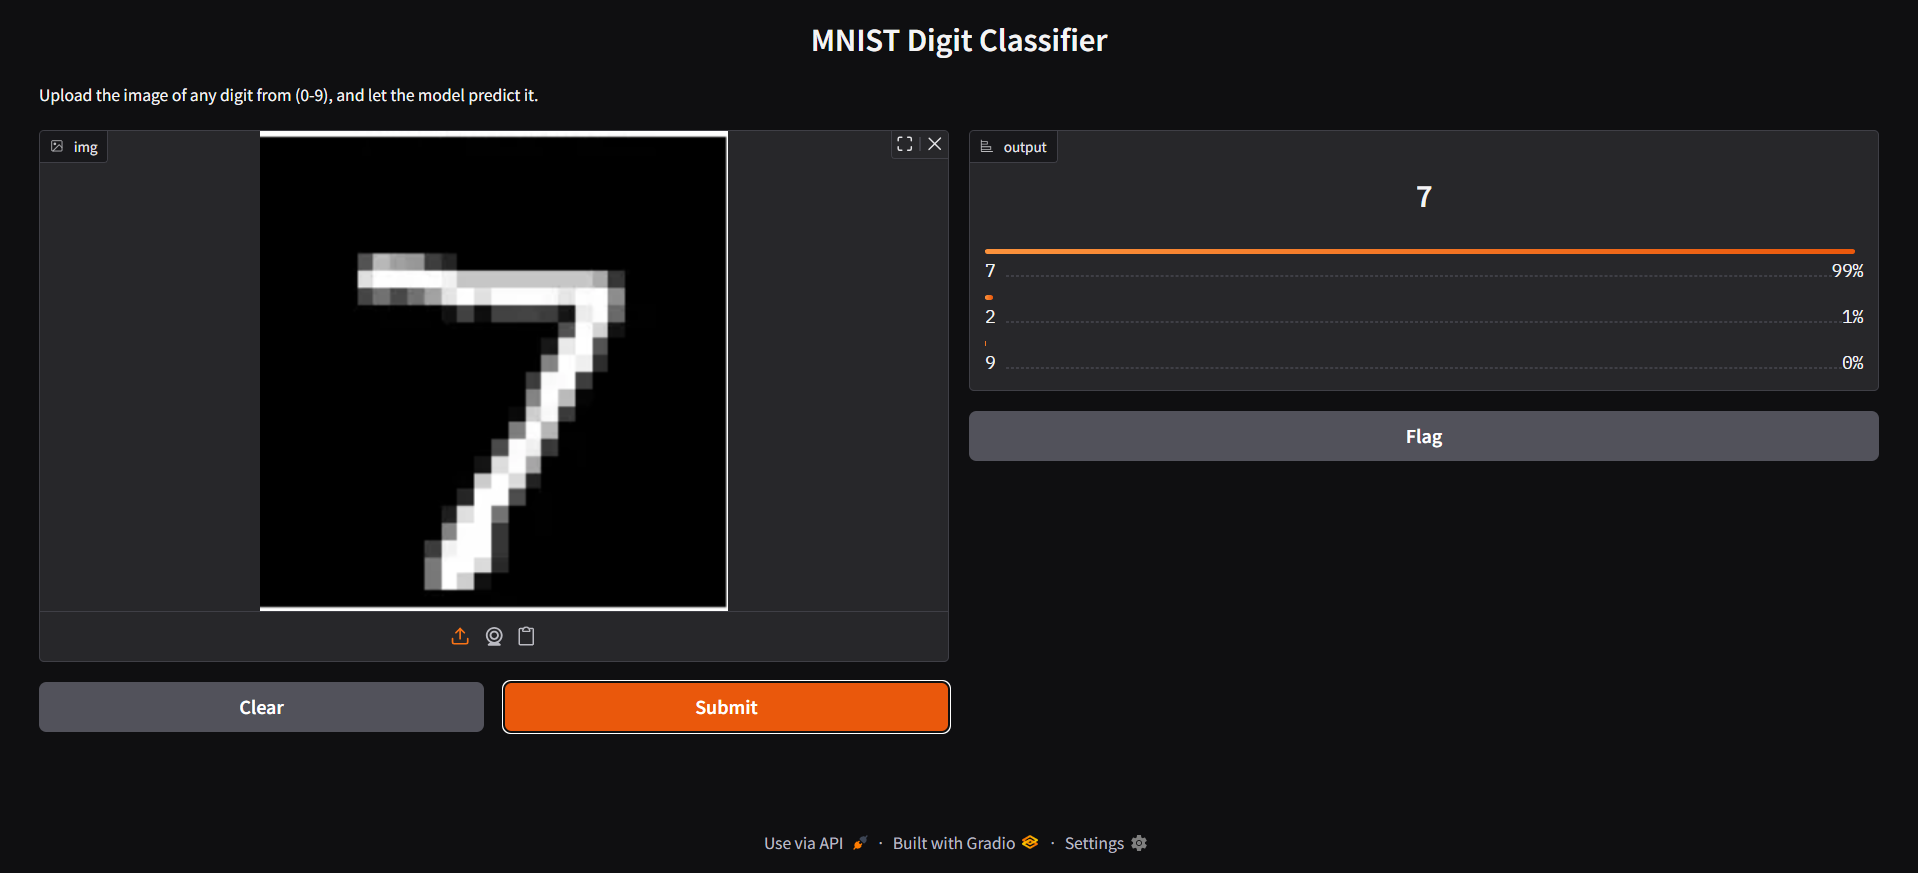 MNIST Digit Classifier
Upload the image of any digit from (0-9), and let the model predict it.
img
7
output
7
7 99%
2 1%
9 0%
Flag
Clear
Submit
Use via API · Built with Gradio · Settings